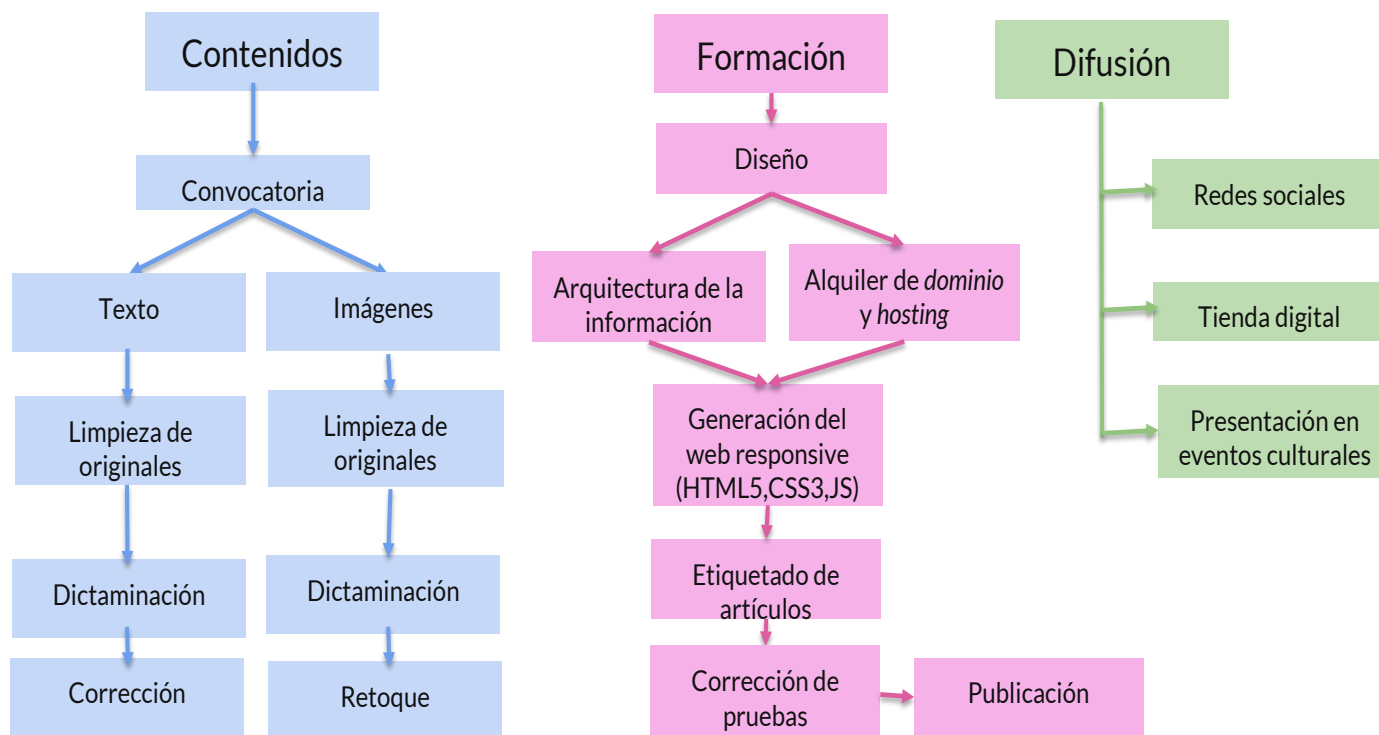 Contenidos
Convocatoria
Texto
Imágenes
Limpieza de
originales
Limpieza de
originales
Dictaminación
Dictaminación
Corrección
Retoque
Formación
Diseño
Arquitectura de la
información
Alquiler de dominio
y hosting
Generación del
web responsive
(HTML5,CSS3,JS)
Etiquetado de
artículos
Corrección de
pruebas
Publicación
Difusión
Redes sociales
Tienda digital
Presentación en
eventos culturales